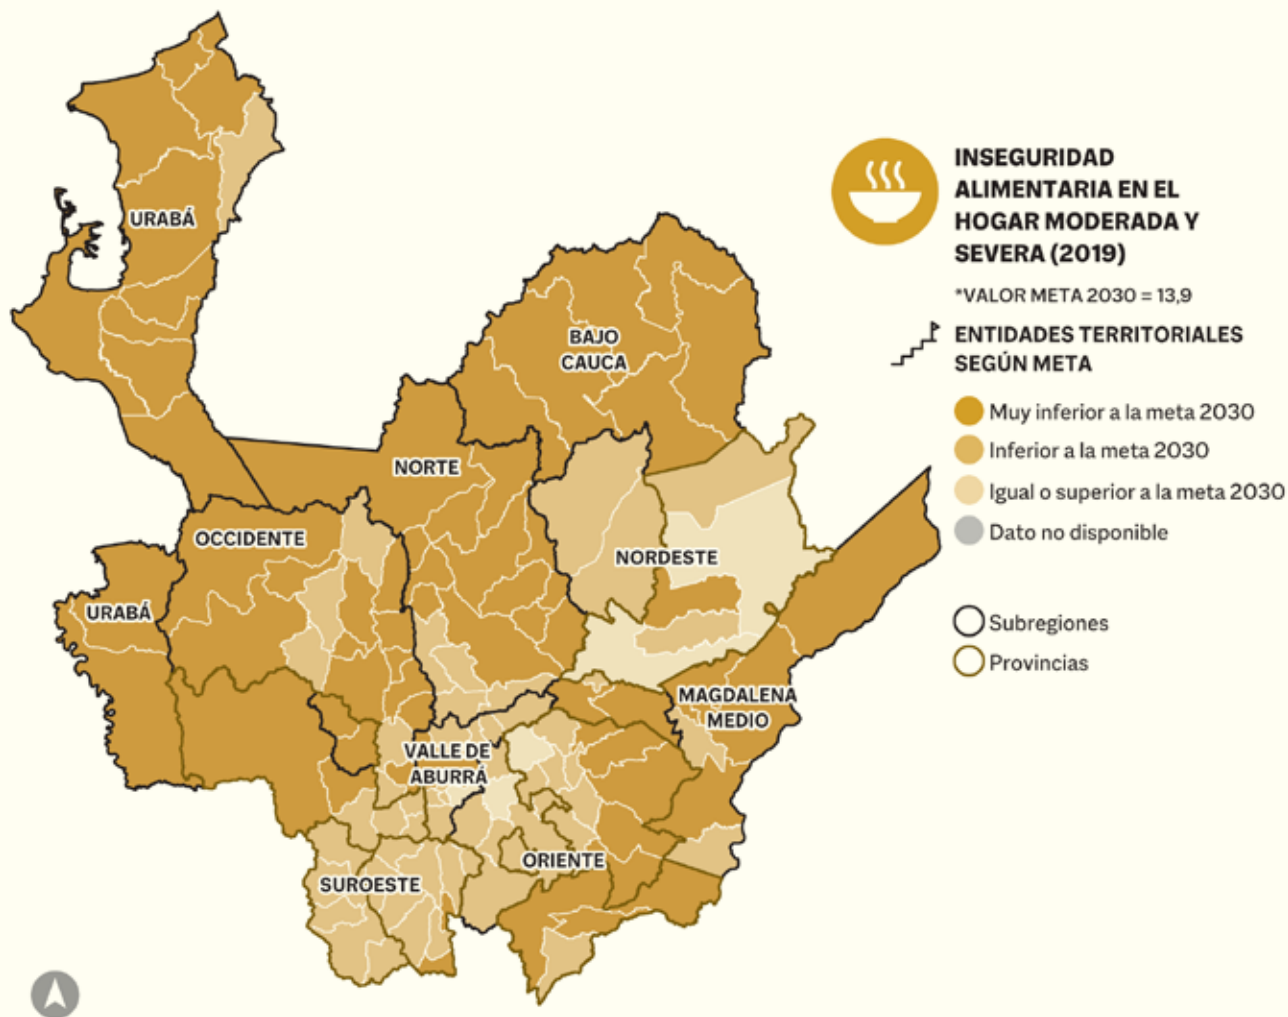 URABÁ
BAJO
CAUCA
NORTE
OCCIDENTE
NORDESTE
URABÁ
MAGDALENA
MEDIO
VALLE DE
ABURRÁ
ORIENTE
SUROESTE
INSEGURIDAD
ALIMENTARIA EN EL
HOGAR MODERADA Y
SEVERA (2019)
*VALOR META 2030 = 13,9
ENTIDADES TERRITORIALES
SEGÚN META
Muy inferior a la meta 2030
Inferior a la meta 2030
Igual o superior a la meta 2030
Dato no disponible
Subregiones
Provincias